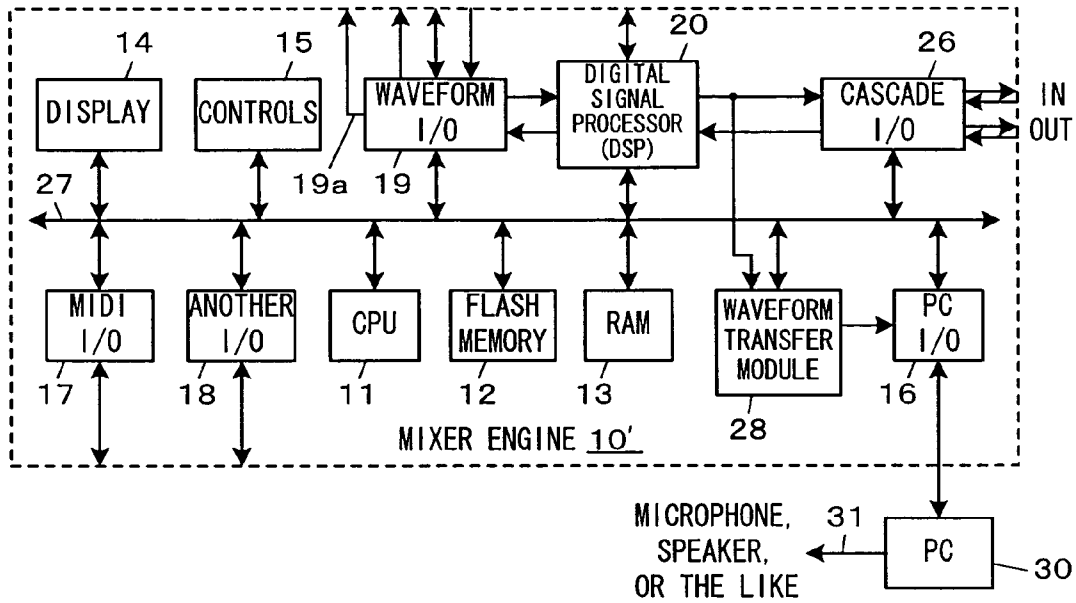 14
15
20
26
DISPLAY
CONTROLS
WAVEFORM
I/O
DIGITAL
SIGNAL
PROCESSOR
(DSP)
CASCADE
I/O
IN
OUT
27
19a
19
MIDI
I/O
ANOTHER
I/O
CPU
FLASH
MEMORY
RAM
WAVEFORM
TRANSFER
MODULE
PC
I/O
17
18
11
12
13
28
16
MIXER ENGINE 10'
MICROPHONE,
SPEAKER,
OR THE LIKE
31
PC
30